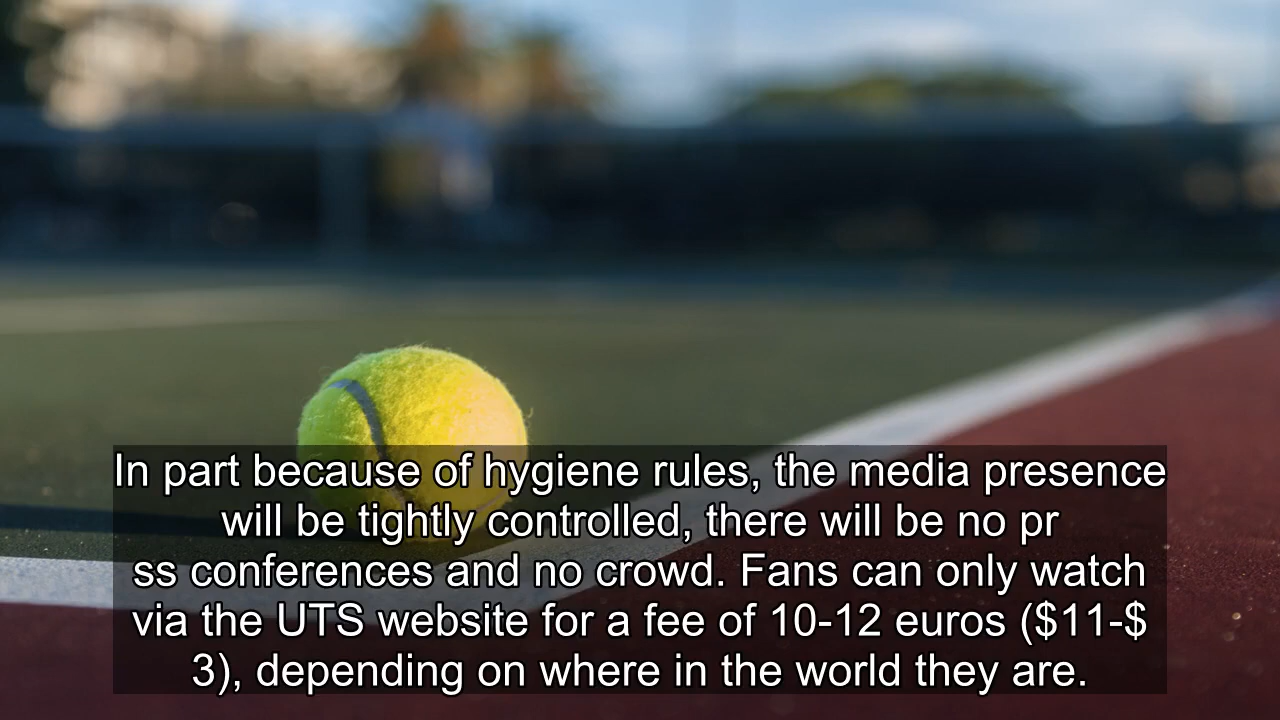 In part because of hygiene rules, the media presence
will be tightly controlled, there will be no pr
ss conferences and no crowd. Fans can only watch
via the UTS website for a fee of 10-12 euros ($11-$
3), depending on where in the world they are.